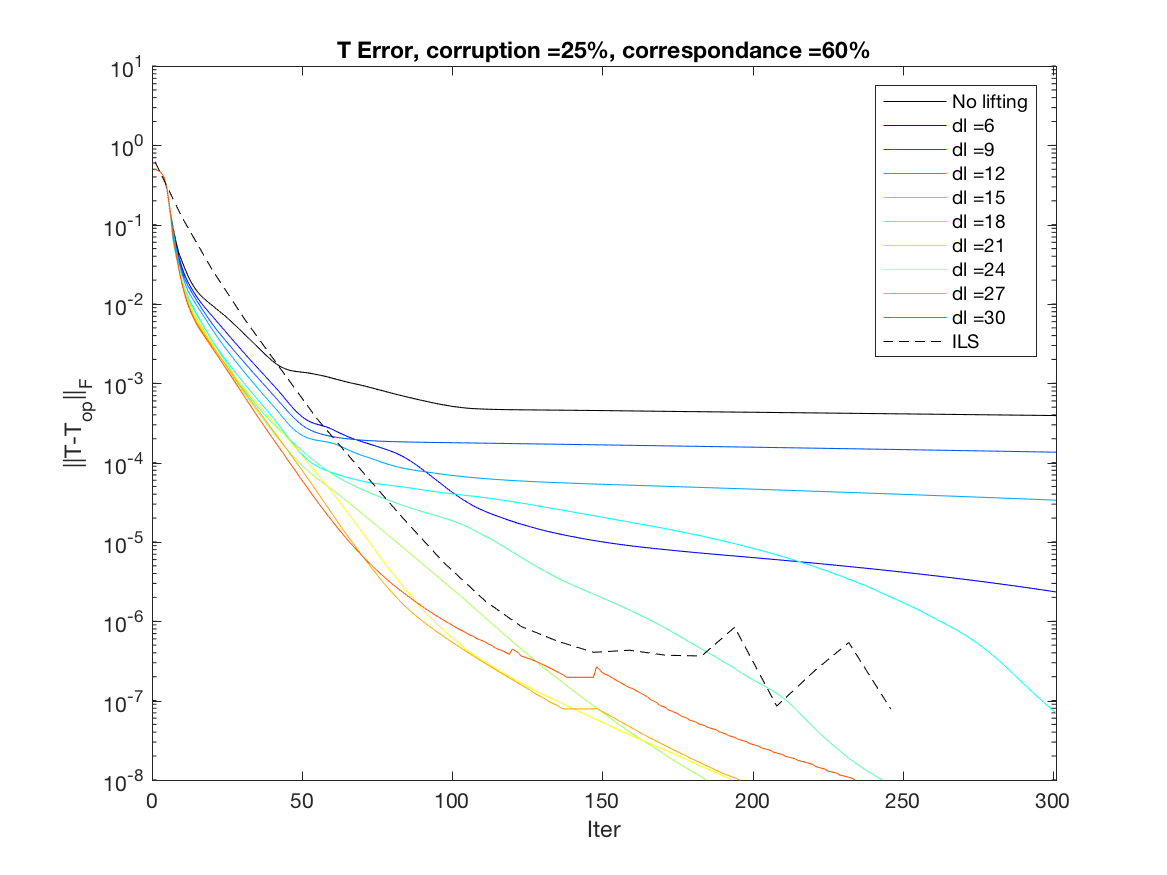 T Error, corruption =25%, correspondance =60%
10^1
10^0
10^-1
10^-2
10^-3
10^-4
10^-5
10^-6
10^-7
10^-8
||T-T_op||_F
0 50 100 150 200 250 300
Iter
No lifting
dl =6
dl =9
dl =12
dl =15
dl =18
dl =21
dl =24
dl =27
dl =30
ILS